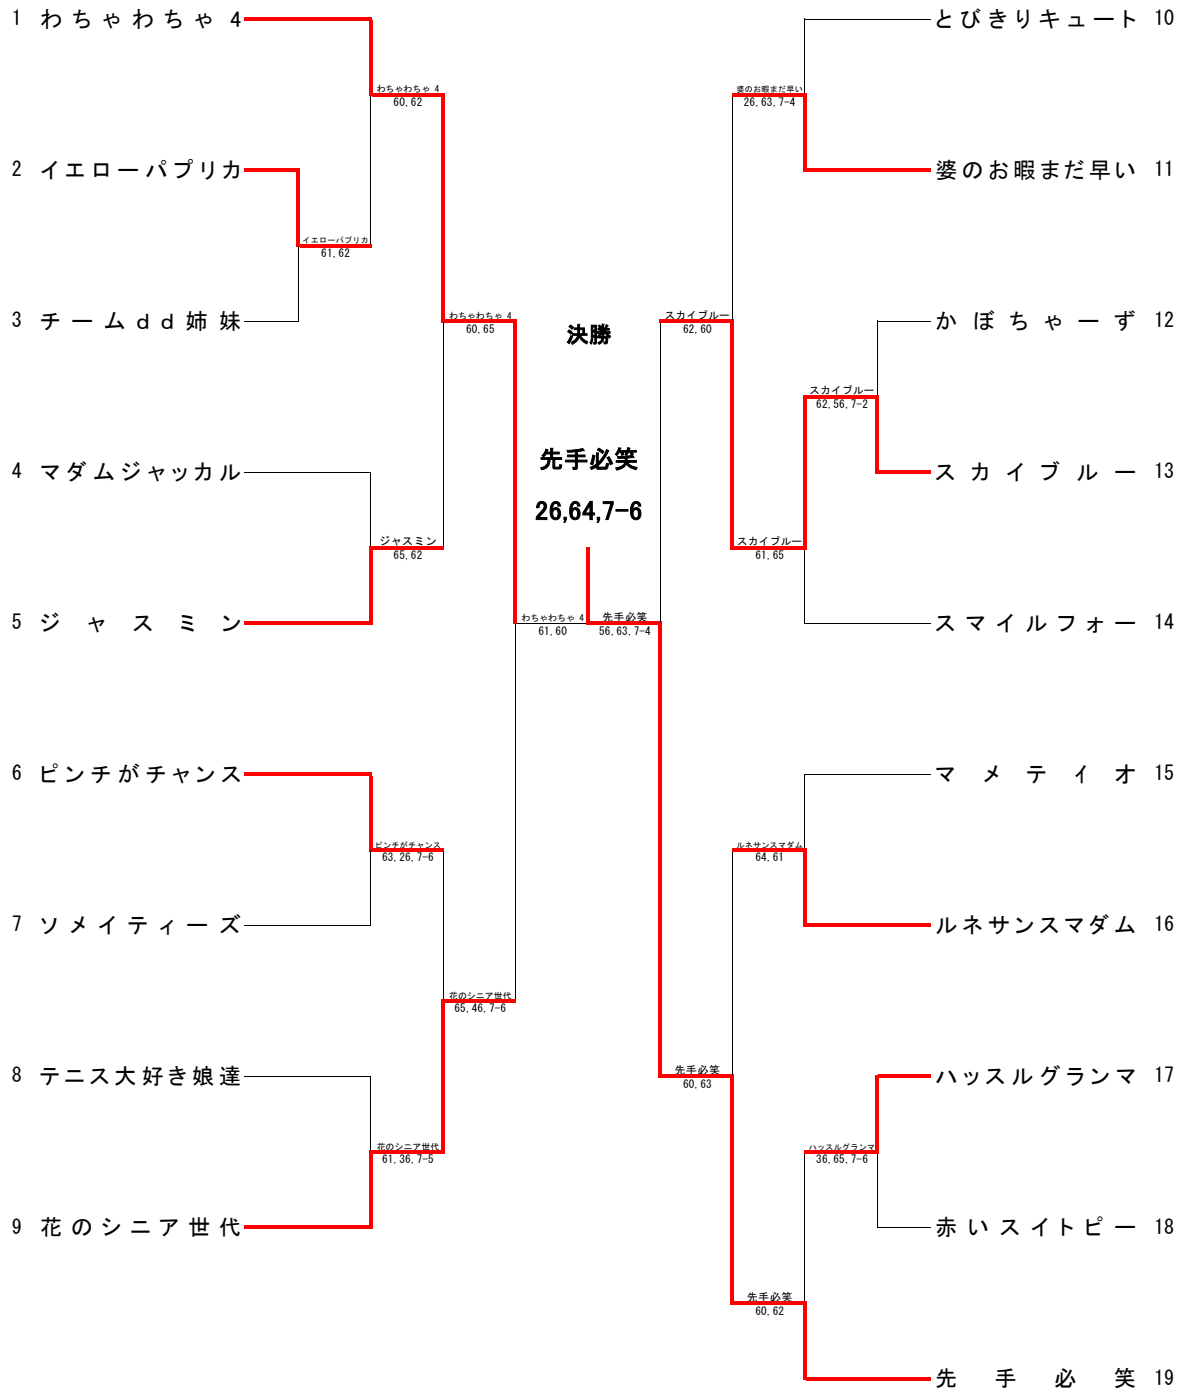 1 わちゃわちゃ 4
わちゃわちゃ 4
60,62
2 イエローパプリカ
イエローパプリカ
61,62
3 チームｄｄ姉妹
わちゃわちゃ 4
60,65
4 マダムジャッカル
ジャスミン
65,62
5 ジャスミン
わちゃわちゃ 4
61,60
6 ピンチがチャンス
ピンチがチャンス
63,26,7-6
7 ソメイティーズ
花のシニア世代
65,46,7-6
8 テニス大好き娘達
花のシニア世代
61,36,7-5
9 花のシニア世代
決勝
先手必笑
26,64,7-6
とびきりキュート 10
婆のお暇まだ早い
26,63,7-4
婆のお暇まだ早い 11
スカイブルー
62,60
かぼちゃーず 12
スカイブルー
62,56,7-2
スカイブルー 13
スカイブルー
61,65
スマイルフォー 14
先手必笑
56,63,7-4
マメティオ 15
ルネサンスマダム
64,61
ルネサンスマダム 16
先手必笑
60,63
ハッスルグランマ 17
ハッスルグランマ
36,65,7-6
赤いスイトピー 18
先手必笑
60,62
先手必笑 19